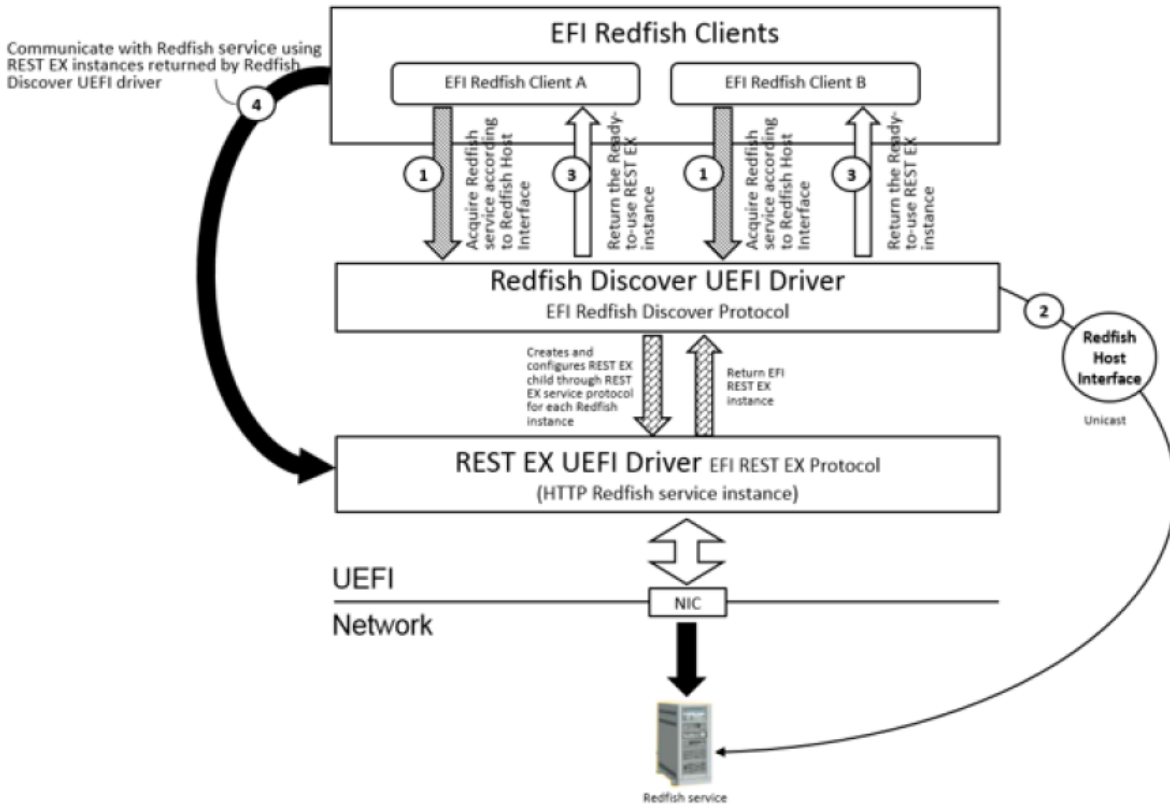 EFI Redfish Clients
Communicate with Redfish service using
REST EX instances returned by Redfish
Discover UEFI driver
4
EFI Redfish Client A
EFI Redfish Client B
1
Acquire Redfish
service according
to Redfish Host
Interface
3
Return the Ready-
to-use REST EX
instance
1
Acquire Redfish
service according
to Redfish Host
Interface
3
Return the Ready-
to-use REST EX
instance
Redfish Discover UEFI Driver
EFI Redfish Discover Protocol
2
Redfish
Host
Interface
Unicast
Creates and
configures REST EX
child through REST
EX service protocol
for each Redfish
instance
Return EFI
REST EX
instance
REST EX UEFI Driver EFI REST EX Protocol
(HTTP Redfish service instance)
UEFI
NIC
Network
Redfish service